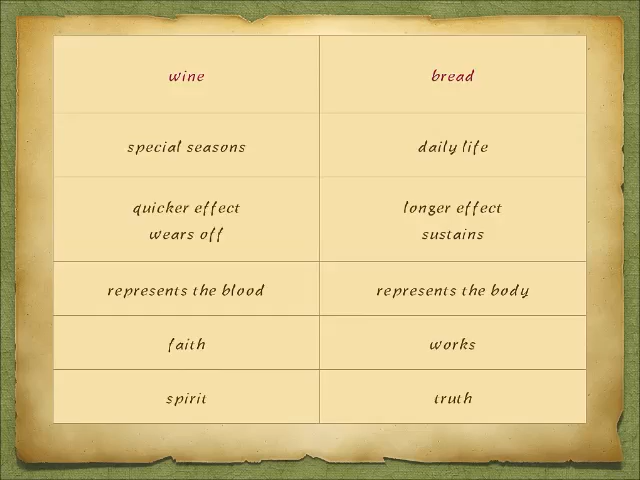 wine
bread
special seasons
daily life
quicker effect
wears off
longer effect
sustains
represents the blood
represents the body
faith
works
spirit
truth